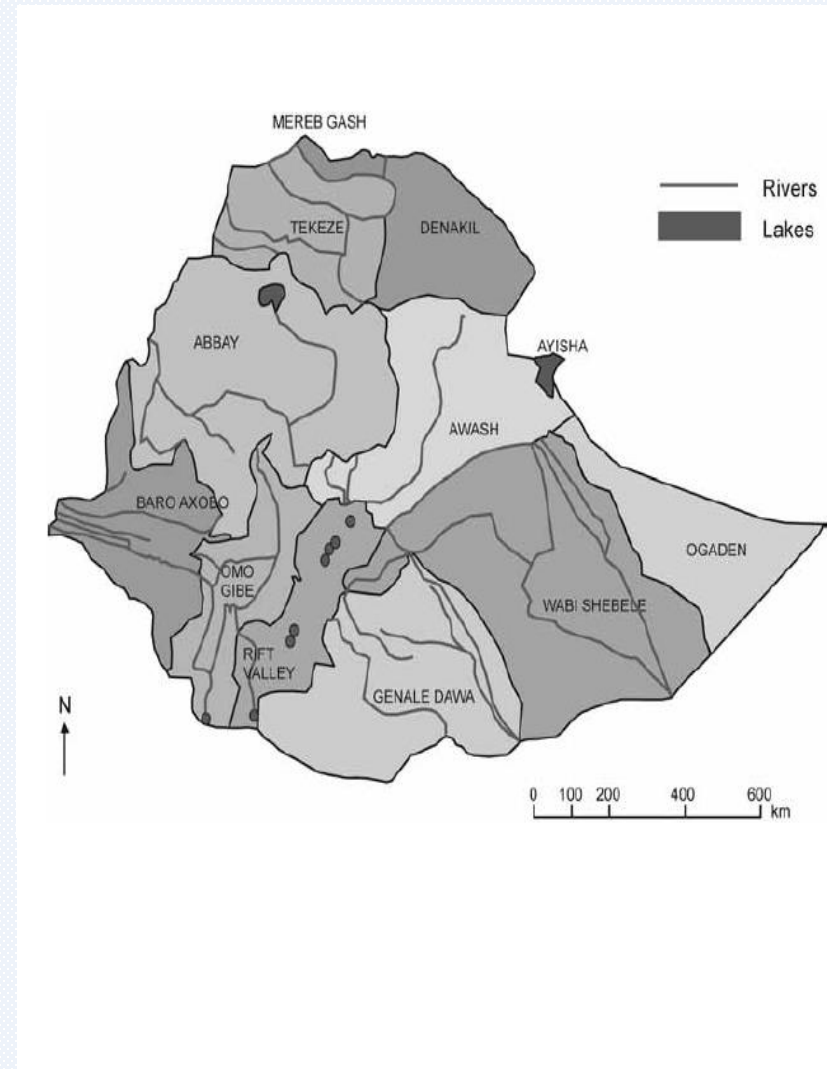 MEREB GASH
TEKEZE
DENAKIL
Rivers
Lakes
ABBAY
AYISHA
AWASH
BARO AXOBO
OMO
GIBE
OGADEN
WABI SHEBELE
RIFT
VALLEY
GENALE DAWA
N
0 100 200 400 600
km